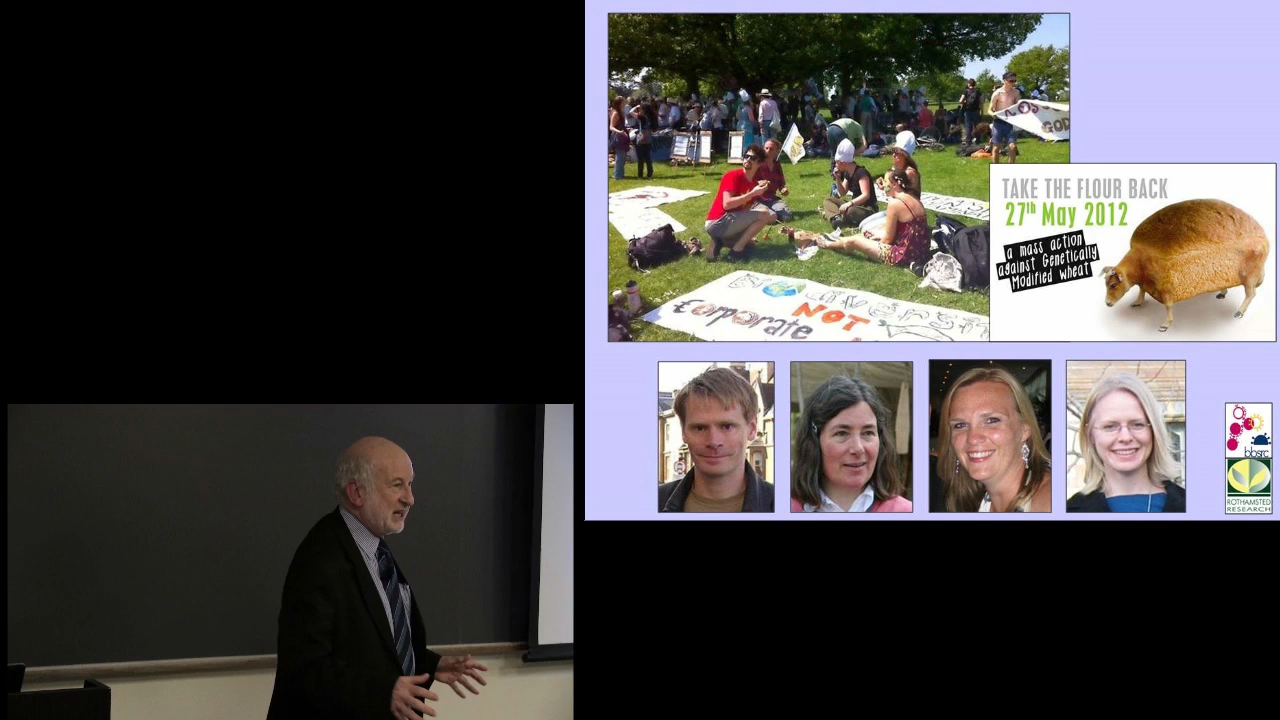 TAKE THE FLOUR BACK
27th May 2012
a mass action
against Genetically
Modified wheat
NOT
Corporate
bbsrc
ROTHAMSTED
RESEARCH